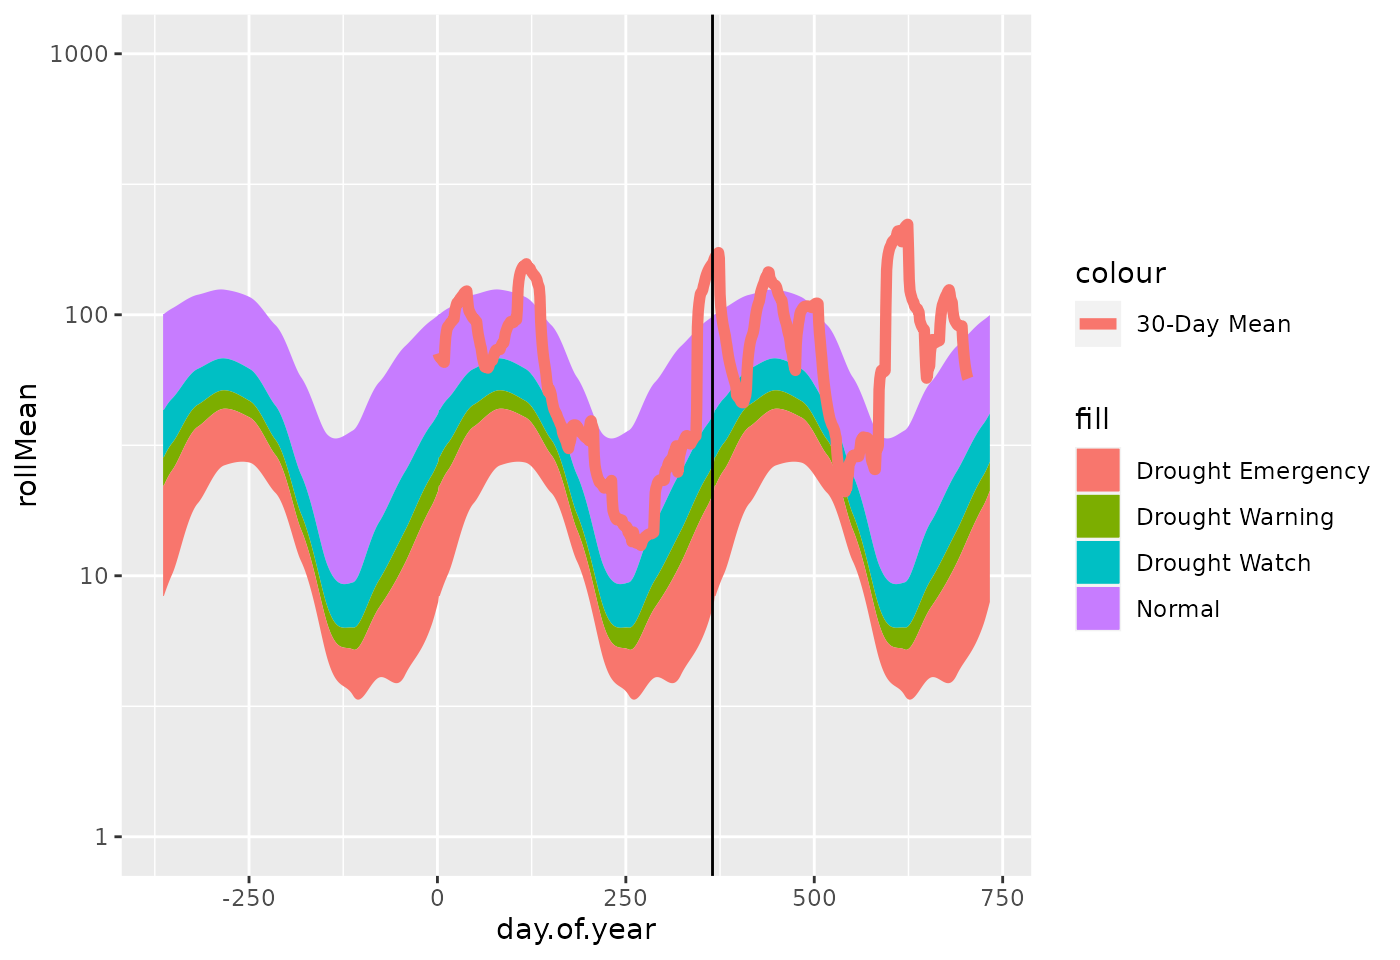 1000
100
10
1
rollMean
-250
0
250
500
750
day.of.year
colour
30-Day Mean
fill
Drought Emergency
Drought Warning
Drought Watch
Normal